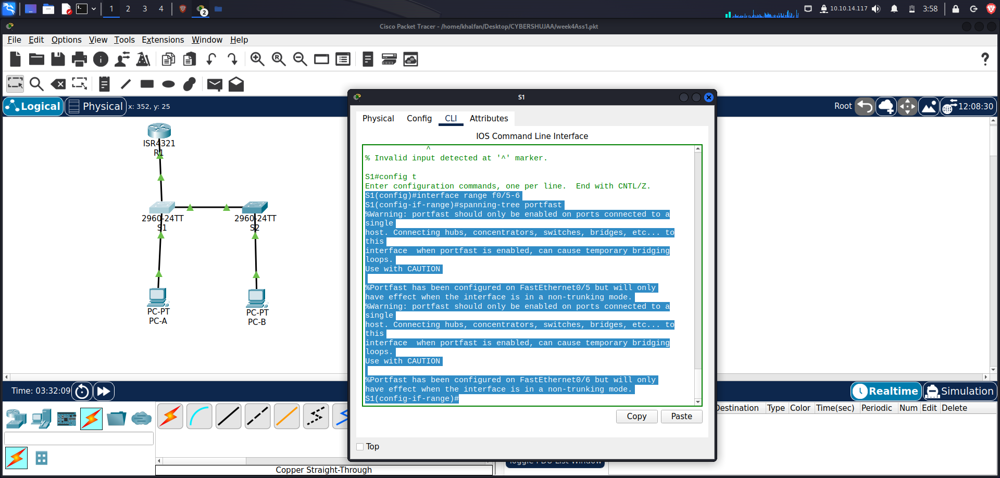 1
2
3
4
2
10.10.14.117
3:58
Cisco Packet Tracer - /home/khalfan/Desktop/CYBERSHUJAA/week4Ass1.pkt
File Edit Options View Tools Extensions Window Help
Logical
Physical
x: 352, y: 25
Root
12:08:30
ISR4321
R1
2960-24TT
S1
2960-24TT
S2
PC-PT
PC-A
PC-PT
PC-B
S1
Physical Config CLI Attributes
IOS Command Line Interface
^
% Invalid input detected at '^' marker.
S1#config t
Enter configuration commands, one per line.  End with CNTL/Z.
S1(config)#interface range f0/5-6
S1(config-if-range)#spanning-tree portfast
%Warning: portfast should only be enabled on ports connected to a
single
host. Connecting hubs, concentrators, switches, bridges, etc... to
this
interface  when portfast is enabled, can cause temporary bridging
loops.
Use with CAUTION
%Portfast has been configured on FastEthernet0/5 but will only
have effect when the interface is in a non-trunking mode.
%Warning: portfast should only be enabled on ports connected to a
single
host. Connecting hubs, concentrators, switches, bridges, etc... to
this
interface  when portfast is enabled, can cause temporary bridging
loops.
Use with CAUTION
%Portfast has been configured on FastEthernet0/6 but will only
have effect when the interface is in a non-trunking mode.
S1(config-if-range)#
Copy
Paste
Top
Time: 03:32:09
Realtime
Simulation
Destination Type Color Time(sec) Periodic Num Edit Delete
Toggle PDU List Window
Copper Straight-Through